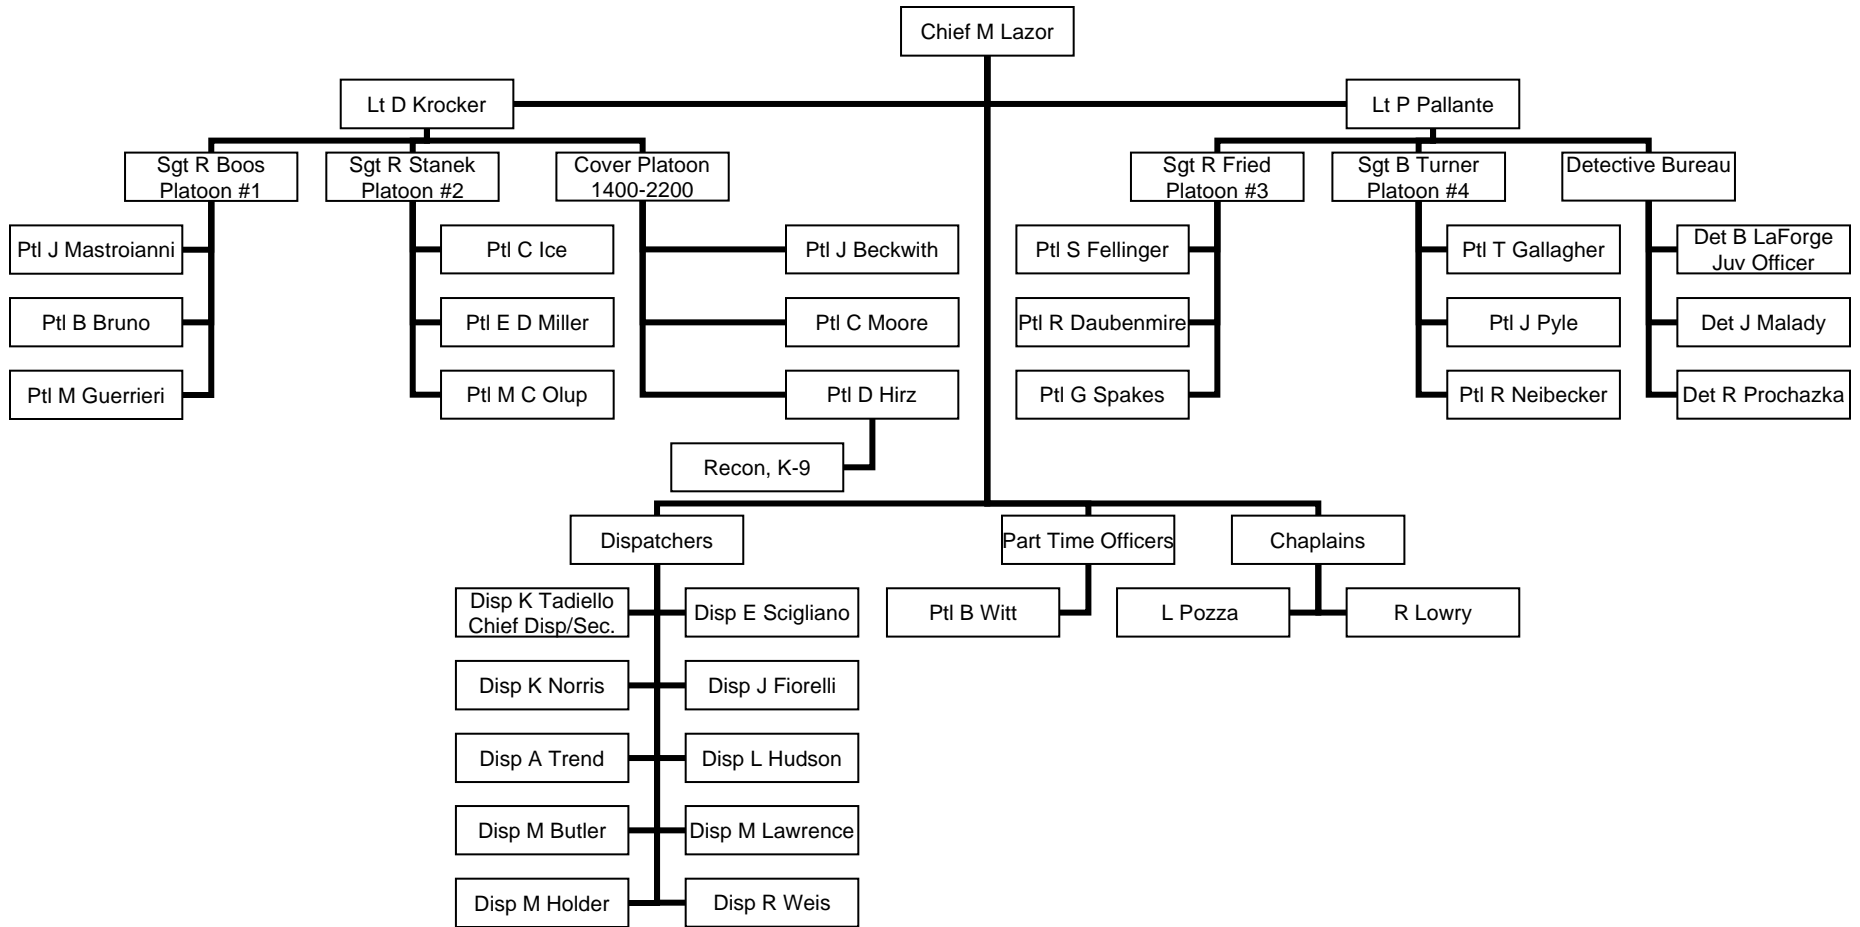 Chief M Lazor
Lt D Krocker
Lt P Pallante
Sgt R Boos
Platoon #1
Sgt R Stanek
Platoon #2
Cover Platoon
1400-2200
Sgt R Fried
Platoon #3
Sgt B Turner
Platoon #4
Detective Bureau
Ptl J Mastroianni
Ptl C Ice
Ptl J Beckwith
Ptl S Fellinger
Ptl T Gallagher
Det B LaForge
Juv Officer
Ptl B Bruno
Ptl E D Miller
Ptl C Moore
Ptl R Daubenmire
Ptl J Pyle
Det J Malady
Ptl M Guerrieri
Ptl M C Olup
Ptl D Hirz
Ptl G Spakes
Ptl R Neibecker
Det R Prochazka
Recon, K-9
Dispatchers
Part Time Officers
Chaplains
Disp K Tadiello
Chief Disp/Sec.
Disp E Scigliano
Ptl B Witt
L Pozza
R Lowry
Disp K Norris
Disp J Fiorelli
Disp A Trend
Disp L Hudson
Disp M Butler
Disp M Lawrence
Disp M Holder
Disp R Weis